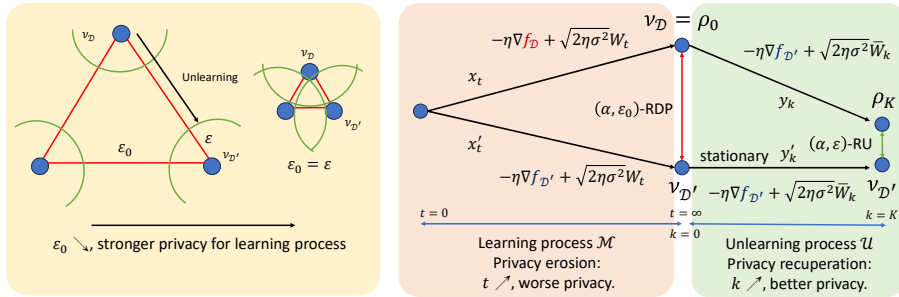 ν_𝒟
Unlearning
ε_0
ε
ν_𝒟′
ν_𝒟
ν_𝒟′
ε_0 = ε
ε_0 ↘, stronger privacy for learning process
ν_𝒟 = ρ_0
−η∇f_𝒟 + √(2ησ²)W_t
x_t
(α, ε_0)-RDP
x′_t
−η∇f_𝒟′ + √(2ησ²)W_t
ν_𝒟′
−η∇f_𝒟′ + √(2ησ²)W̄_k
y_k
ρ_K
(α, ε)-RU
stationary y′_k
ν_𝒟′
−η∇f_𝒟′ + √(2ησ²)W̄_k
t = 0
t = ∞
k = 0
k = K
Learning process ℳ
Privacy erosion:
t ↗, worse privacy.
Unlearning process 𝒰
Privacy recuperation:
k ↗, better privacy.